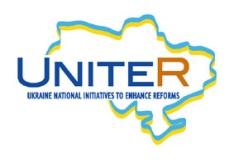 UNITER
UKRAINE NATIONAL INITIATIVES TO ENHANCE REFORMS